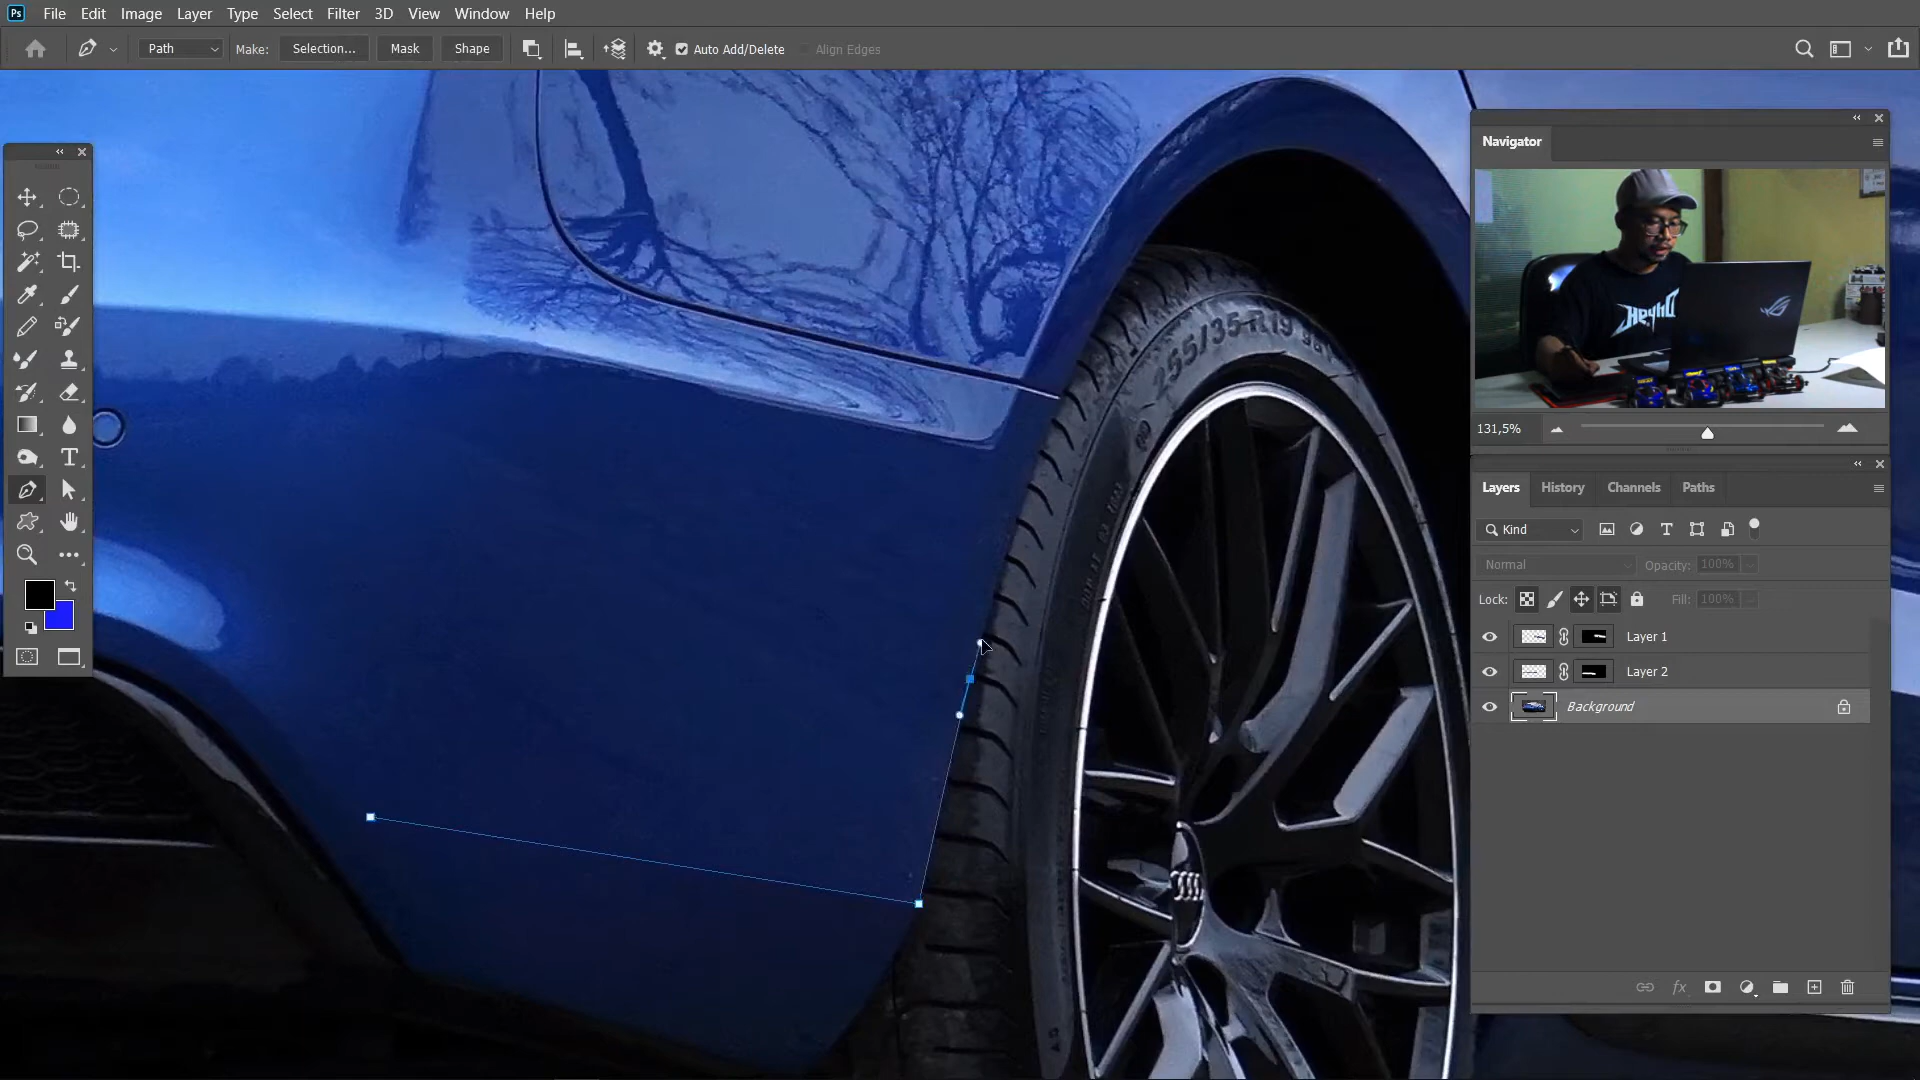 Ps File Edit Image Layer Type Select Filter 3D View Window Help
Path Make: Selection... Mask Shape Auto Add/Delete Align Edges
Navigator
Heyho
131,5%
Layers History Channels Paths
Kind
Normal Opacity: 100%
Lock: Fill: 100%
Layer 1
Layer 2
Background
255/35 R19
T